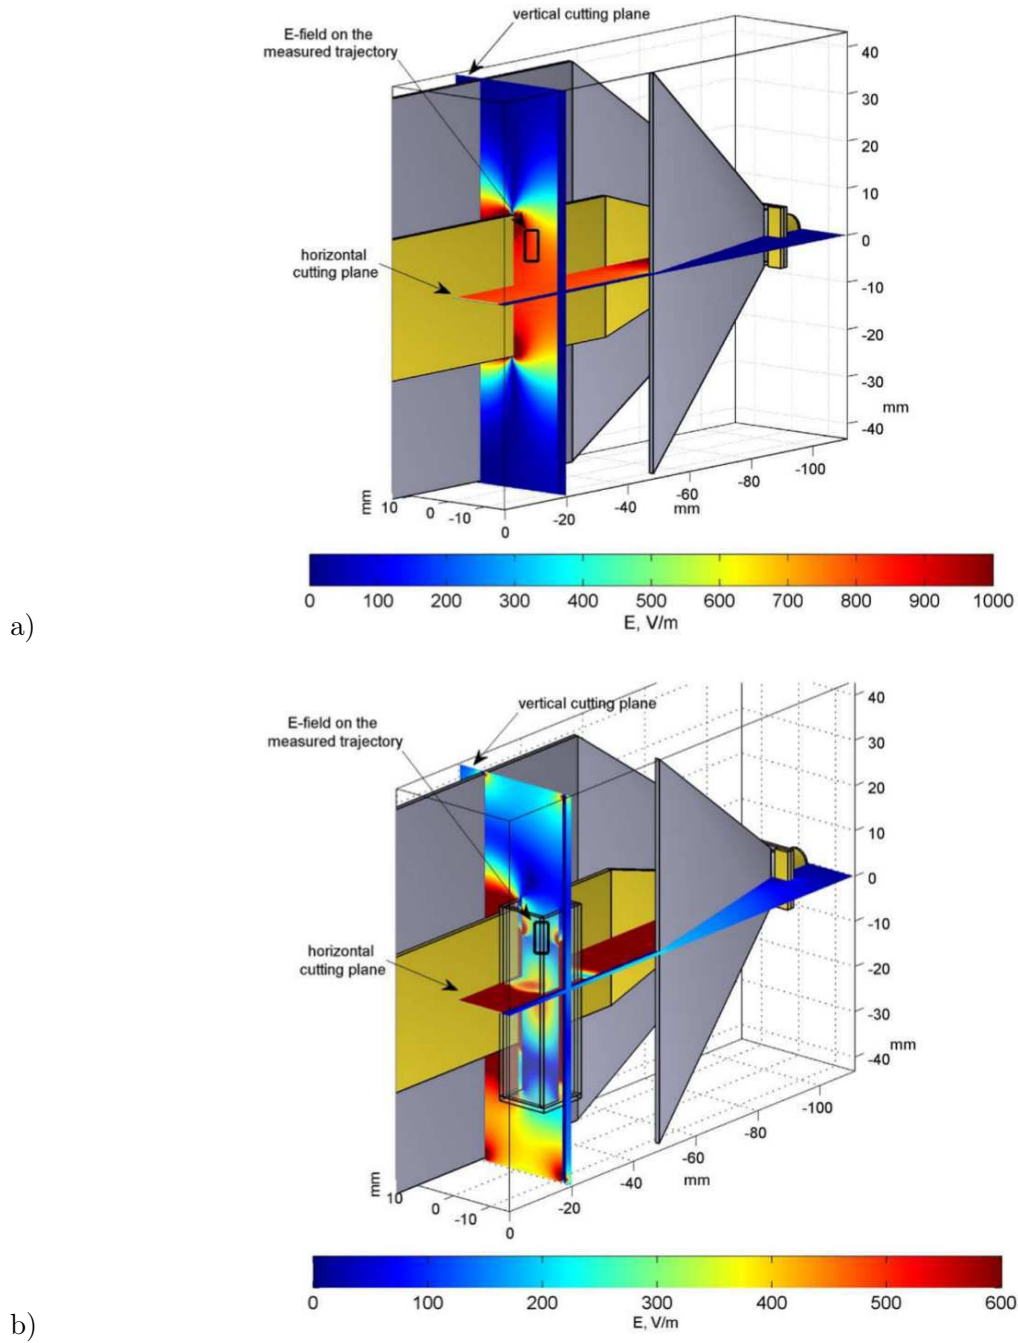 vertical cutting plane
E-field on the
measured trajectory
horizontal
cutting plane
40
30
20
10
0
-10
-20
-30
mm
-40
-100
-80
-60
mm
-40
-20
0
mm
10
0
-10
0 100 200 300 400 500 600 700 800 900 1000
E, V/m
a)
vertical cutting plane
E-field on the
measured trajectory
horizontal
cutting plane
40
30
20
10
0
-10
-20
-30
mm
-40
-100
-80
-60
mm
-40
-20
0
mm
10
0
-10
0 100 200 300 400 500 600
E, V/m
b)